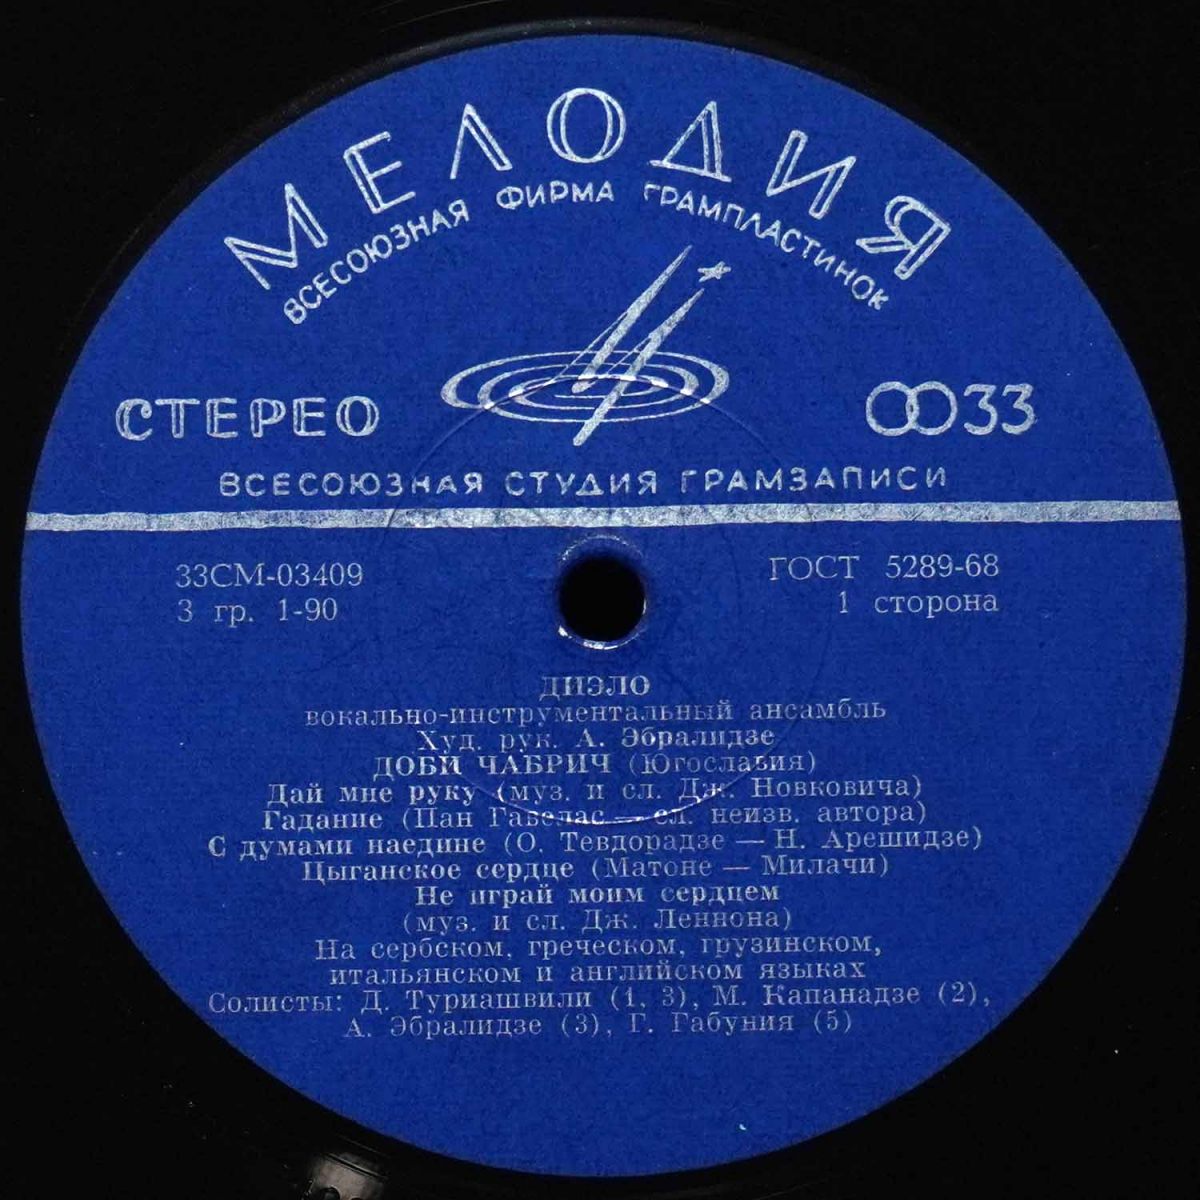 МЕЛОДИЯ
ВСЕСОЮЗНАЯ ФИРМА ГРАМПЛАСТИНОК
СТЕРЕО 33
ВСЕСОЮЗНАЯ СТУДИЯ ГРАМЗАПИСИ
33СМ-03409 ГОСТ 5289-68
3 гр. 1-90 1 сторона
ДИЭЛО
вокально-инструментальный ансамбль
Худ. рук. А. Эбралидзе
ДОБИ ЧАБРИЧ (Югославия)
Дай мне руку (муз. и сл. Дж. Новковича)
Гадание (Пан Габелас — сл. неизв. автора)
С думами наедине (О. Тевдорадзе — Н. Арешидзе)
Цыганское сердце (Матоне — Милачи)
Не играй моим сердцем
(муз. и сл. Дж. Леннона)
На сербском, греческом, грузинском,
итальянском и английском языках
Солисты: Д. Туриашвили (1, 3), М. Капанадзе (2),
А. Эбралидзе (3), Г. Габуния (5)